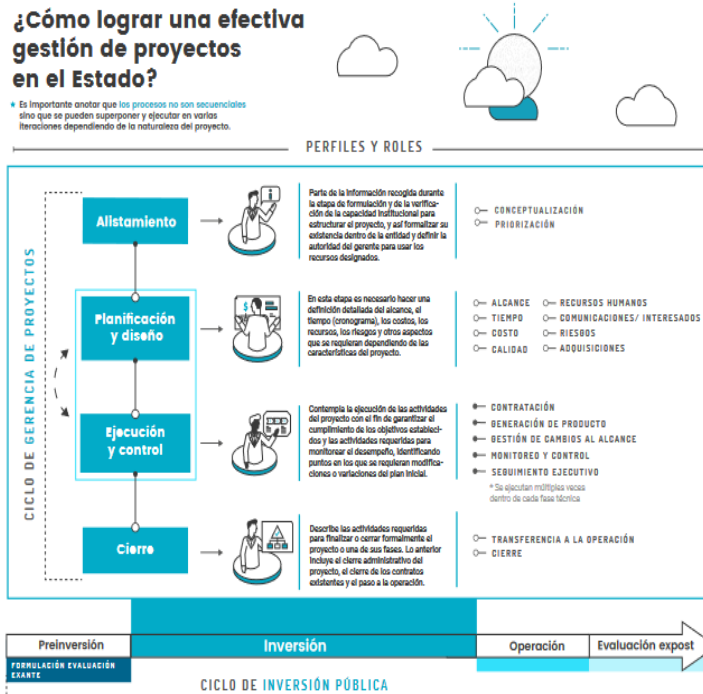 ¿Cómo lograr una efectiva
gestión de proyectos
en el Estado?
* Es importante anotar que los procesos no son secuenciales
sino que se pueden superponer y ejecutar en varias
iteraciones dependiendo de la naturaleza del proyecto.
PERFILES Y ROLES
CICLO DE GERENCIA DE PROYECTOS
Alistamiento
Parte de la información recogida durante
la etapa de formulación y de la verifica-
ción de la capacidad institucional para
estructurar el proyecto, y así formalizar su
existencia dentro de la entidad y definir la
autoridad del gerente para usar los
recursos designados.
CONCEPTUALIZACIÓN
PRIORIZACIÓN
Planificación
y diseño
En esta etapa es necesario hacer una
definición detallada del alcance, el
tiempo (cronograma), los costos, los
recursos, los riesgos y otros aspectos
que se requieran dependiendo de las
características del proyecto.
ALCANCE
TIEMPO
COSTO
CALIDAD
RECURSOS HUMANOS
COMUNICACIONES/ INTERESADOS
RIESGOS
ADQUISICIONES
Ejecución
y control
Contempla la ejecución de las actividades
del proyecto con el fin de garantizar el
cumplimiento de los objetivos estableci-
dos y las actividades requeridas para
monitorear el desempeño, identificando
puntos en los que se requieran modifica-
ciones o variaciones del plan inicial.
CONTRATACIÓN
GENERACIÓN DE PRODUCTO
GESTIÓN DE CAMBIOS AL ALCANCE
MONITOREO Y CONTROL
SEGUIMIENTO EJECUTIVO
* Se ejecutan múltiples veces
dentro de cada fase técnica
Cierre
Describe las actividades requeridas
para finalizar o cerrar formalmente el
proyecto o una de sus fases. Lo anterior
incluye el cierre administrativo del
proyecto, el cierre de los contratos
existentes y el paso a la operación.
TRANSFERENCIA A LA OPERACIÓN
CIERRE
Preinversión
Inversión
Operación
Evaluación expost
FORMULACIÓN EVALUACIÓN
EXANTE
CICLO DE INVERSIÓN PÚBLICA